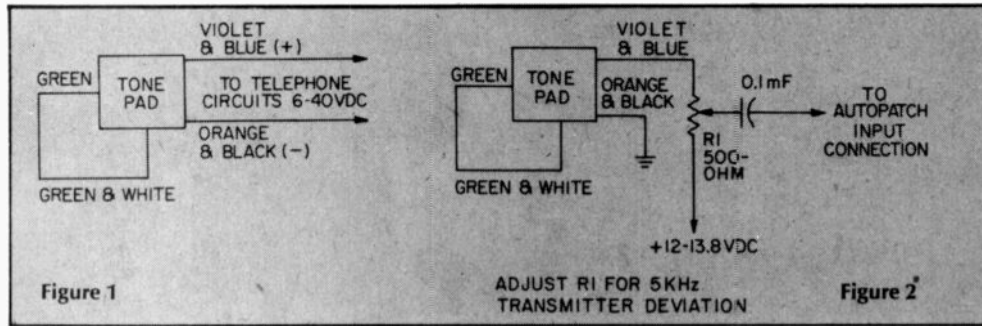 VIOLET
& BLUE (+)
GREEN
TONE
PAD
TO TELEPHONE
CIRCUITS 6-40VDC
ORANGE
& BLACK (-)
GREEN & WHITE
Figure 1
VIOLET
& BLUE
GREEN
TONE
PAD
ORANGE
& BLACK
0.1mF
TO
AUTOPATCH
INPUT
CONNECTION
R1
500-
OHM
GREEN & WHITE
+12-13.8VDC
ADJUST R1 FOR 5KHz
TRANSMITTER DEVIATION
Figure 2